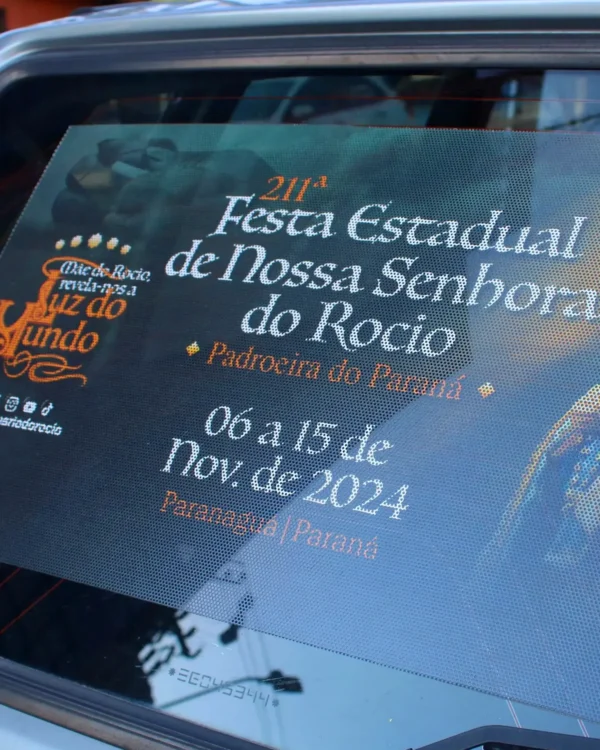 211ª
Festa Estadual
de Nossa Senhora
do Rocio
Padroeira do Paraná
06 a 15 de
Nov. de 2024
Paranaguá|Paraná
Mãe do Rocio,
revela-nos a
Luz do
Mundo